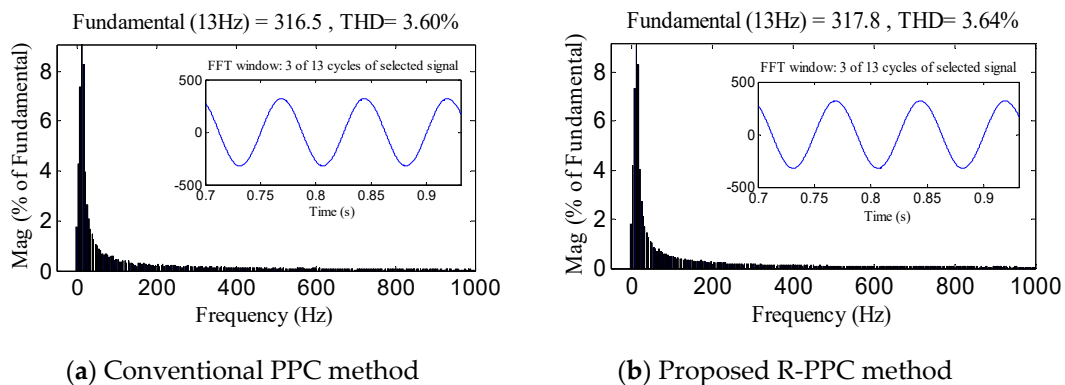 Fundamental (13Hz) = 316.5 , THD= 3.60%
Mag (% of Fundamental)
8
6
4
2
0
FFT window: 3 of 13 cycles of selected signal
500
0
-500
0.7 0.75 0.8 0.85 0.9
Time (s)
0 200 400 600 800 1000
Frequency (Hz)
(a) Conventional PPC method
Fundamental (13Hz) = 317.8 , THD= 3.64%
Mag (% of Fundamental)
8
6
4
2
0
FFT window: 3 of 13 cycles of selected signal
500
0
-500
0.7 0.75 0.8 0.85 0.9
Time (s)
0 200 400 600 800 1000
Frequency (Hz)
(b) Proposed R-PPC method